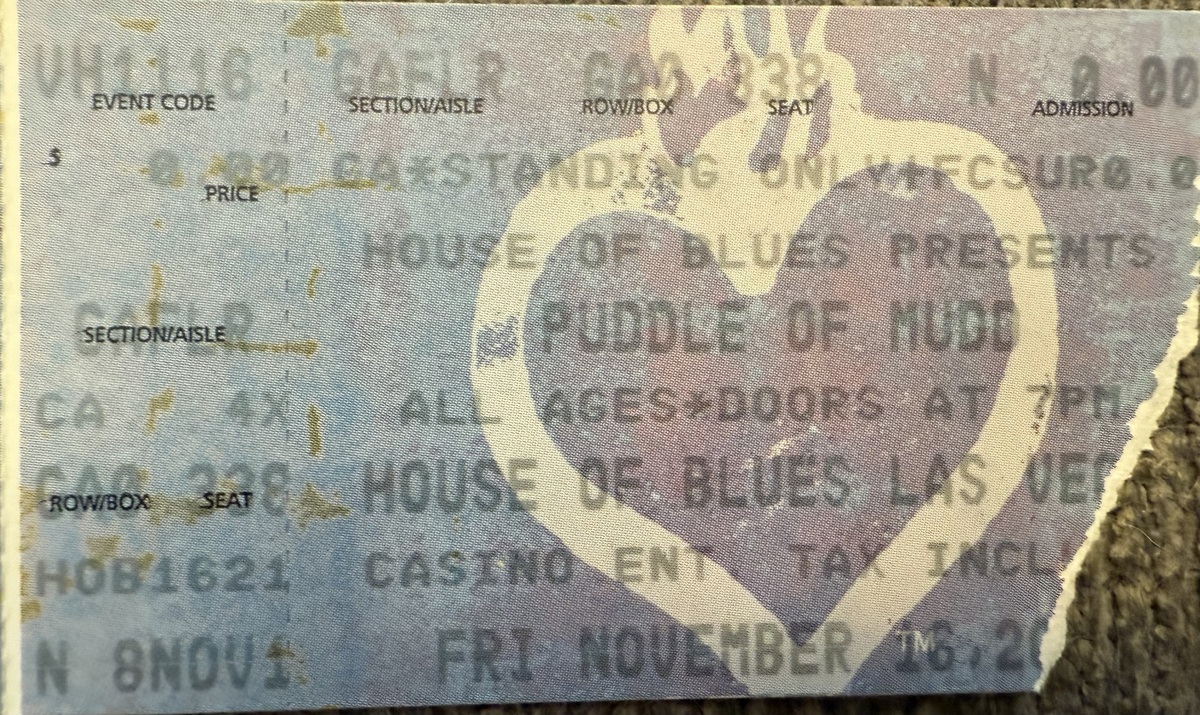 VH1116 GAFLR GA0 338 N 0.00
EVENT CODE SECTION/AISLE ROW/BOX SEAT ADMISSION
$ 0.00 GA*STANDING ONLY+FCSUR0.0
PRICE
HOUSE OF BLUES PRESENTS
GAFLR PUDDLE OF MUDD
SECTION/AISLE
CA 4X ALL AGES*DOORS AT 7PM
GA0 338 HOUSE OF BLUES LAS VEG
ROW/BOX SEAT
HOB1621 CASINO ENT TAX INCL
N 8NOV1 FRI NOVEMBER 16,20
TM